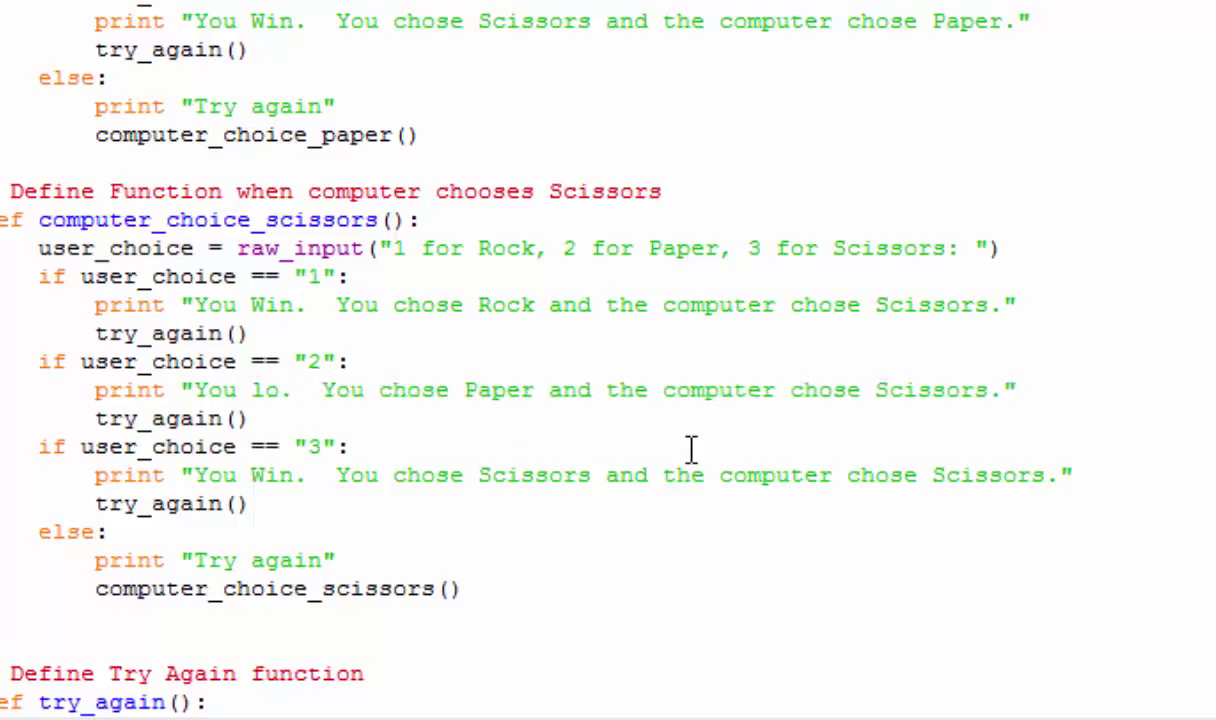 print "You Win.  You chose Scissors and the computer chose Paper."
try_again()
else:
print "Try again"
computer_choice_paper()
Define Function when computer chooses Scissors
ef computer_choice_scissors():
user_choice = raw_input("1 for Rock, 2 for Paper, 3 for Scissors: ")
if user_choice == "1":
print "You Win.  You chose Rock and the computer chose Scissors."
try_again()
if user_choice == "2":
print "You lo.  You chose Paper and the computer chose Scissors."
try_again()
if user_choice == "3":
print "You Win.  You chose Scissors and the computer chose Scissors."
try_again()
else:
print "Try again"
computer_choice_scissors()
Define Try Again function
ef try_again():